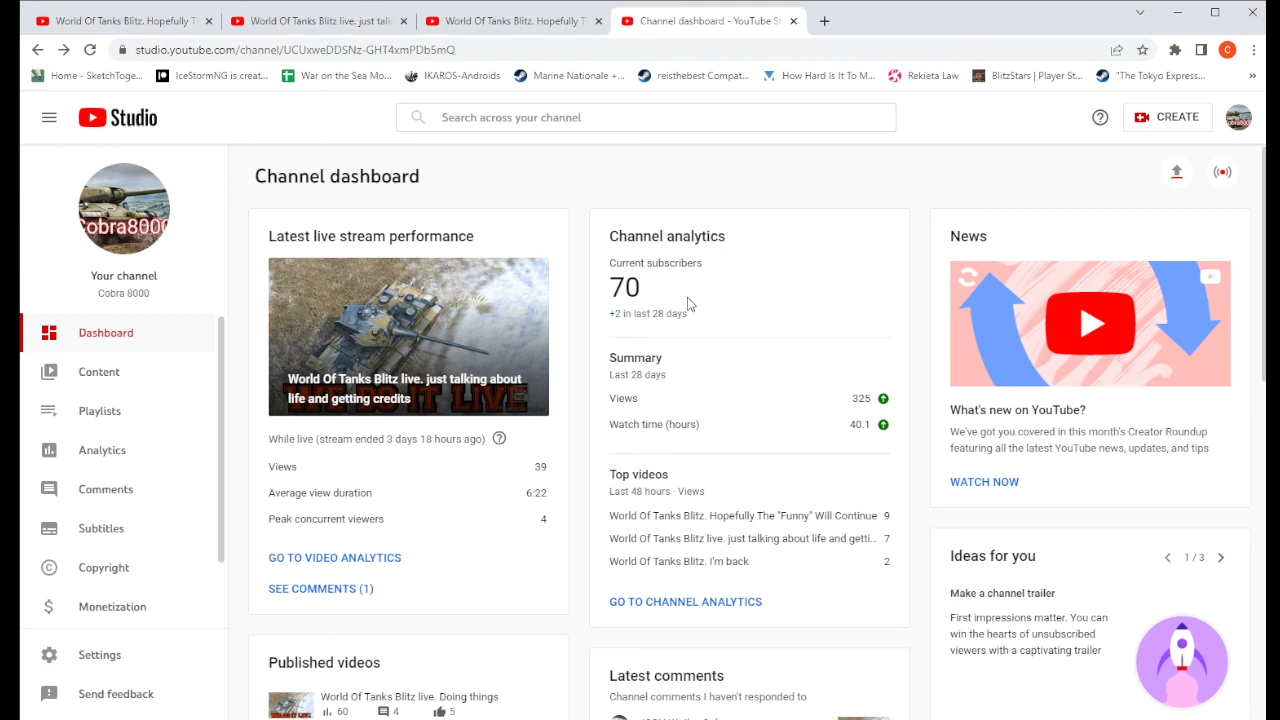 World Of Tanks Blitz. Hopefully T
World Of Tanks Blitz live. just talk
World Of Tanks Blitz. Hopefully T
Channel dashboard - YouTube St
studio.youtube.com/channel/UCUxweDDSNz-GHT4xmPDb5mQ
Home - SketchToge...
IceStormNG is creat...
War on the Sea Mo...
IKAROS-Androids
Marine Nationale +...
reisthebest Compat...
How Hard Is It To M...
Rekieta Law
BlitzStars | Player St...
"The Tokyo Express...
Studio
Search across your channel
CREATE
Cobra8000
Your channel
Cobra 8000
Dashboard
Content
Playlists
Analytics
Comments
Subtitles
Copyright
Monetization
Settings
Send feedback
Channel dashboard
Latest live stream performance
World Of Tanks Blitz live. just talking about
life and getting credits
While live (stream ended 3 days 18 hours ago)
Views 39
Average view duration 6:22
Peak concurrent viewers 4
GO TO VIDEO ANALYTICS
SEE COMMENTS (1)
Published videos
World Of Tanks Blitz live. Doing things
60 4 5
Channel analytics
Current subscribers
70
+2 in last 28 days
Summary
Last 28 days
Views 325
Watch time (hours) 40.1
Top videos
Last 48 hours · Views
World Of Tanks Blitz. Hopefully The "Funny" Will Continue 9
World Of Tanks Blitz live. just talking about life and getti... 7
World Of Tanks Blitz. I'm back 2
GO TO CHANNEL ANALYTICS
Latest comments
Channel comments I haven't responded to
News
What's new on YouTube?
We've got you covered in this month's Creator Roundup
featuring all the latest YouTube news, updates, and tips
WATCH NOW
Ideas for you
1 / 3
Make a channel trailer
First impressions matter. You can
win the hearts of unsubscribed
viewers with a captivating trailer